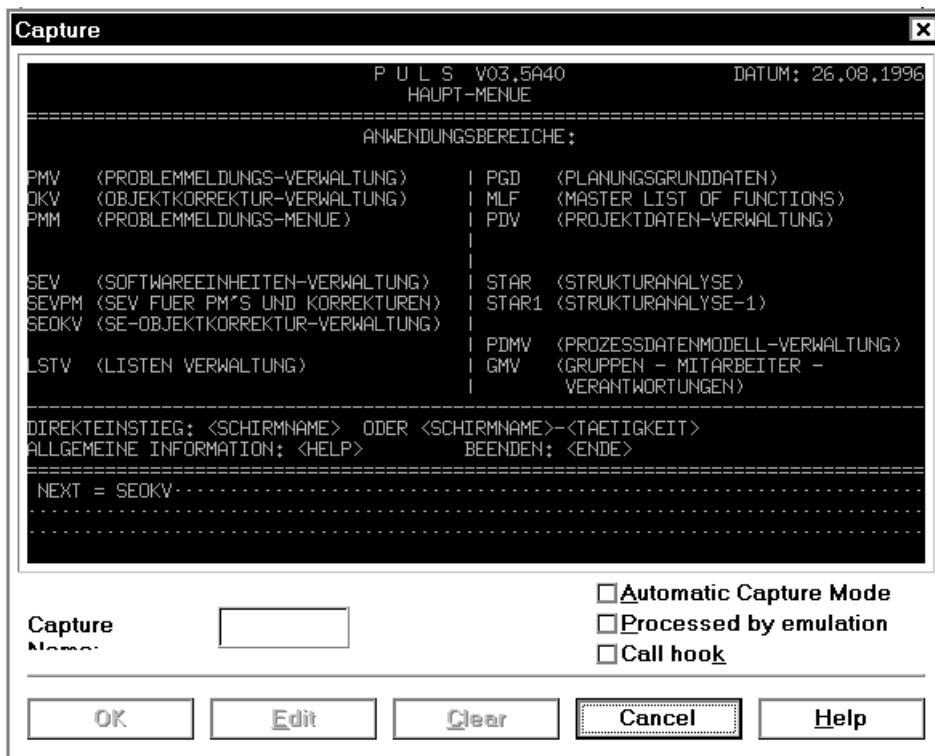 Capture
P U L S  V03.5A40                    DATUM: 26.08.1996
HAUPT-MENUE
================================================================================
ANWENDUNGSBEREICHE:
PMV   (PROBLEMMELDUNGS-VERWALTUNG)      | PGD   (PLANUNGSGRUNDDATEN)
OKV   (OBJEKTKORREKTUR-VERWALTUNG)      | MLF   (MASTER LIST OF FUNCTIONS)
PMM   (PROBLEMMELDUNGS-MENUE)           | PDV   (PROJEKTDATEN-VERWALTUNG)
|
|
SEV   (SOFTWAREEINHEITEN-VERWALTUNG)    | STAR  (STRUKTURANALYSE)
SEVPM (SEV FUER PM'S UND KORREKTUREN)   | STAR1 (STRUKTURANALYSE-1)
SEOKV (SE-OBJEKTKORREKTUR-VERWALTUNG)   |
| PDMV  (PROZESSDATENMODELL-VERWALTUNG)
LSTV  (LISTEN VERWALTUNG)               | GMV   (GRUPPEN - MITARBEITER -
|        VERANTWORTUNGEN)
--------------------------------------------------------------------------------
DIREKTEINSTIEG: <SCHIRMNAME>  ODER <SCHIRMNAME>-<TAETIGKEIT>
ALLGEMEINE INFORMATION: <HELP>         BEENDEN: <ENDE>
================================================================================
NEXT = SEOKV
Automatic Capture Mode
Capture
Name:
Processed by emulation
Call hook
OK  Edit  Clear  Cancel  Help